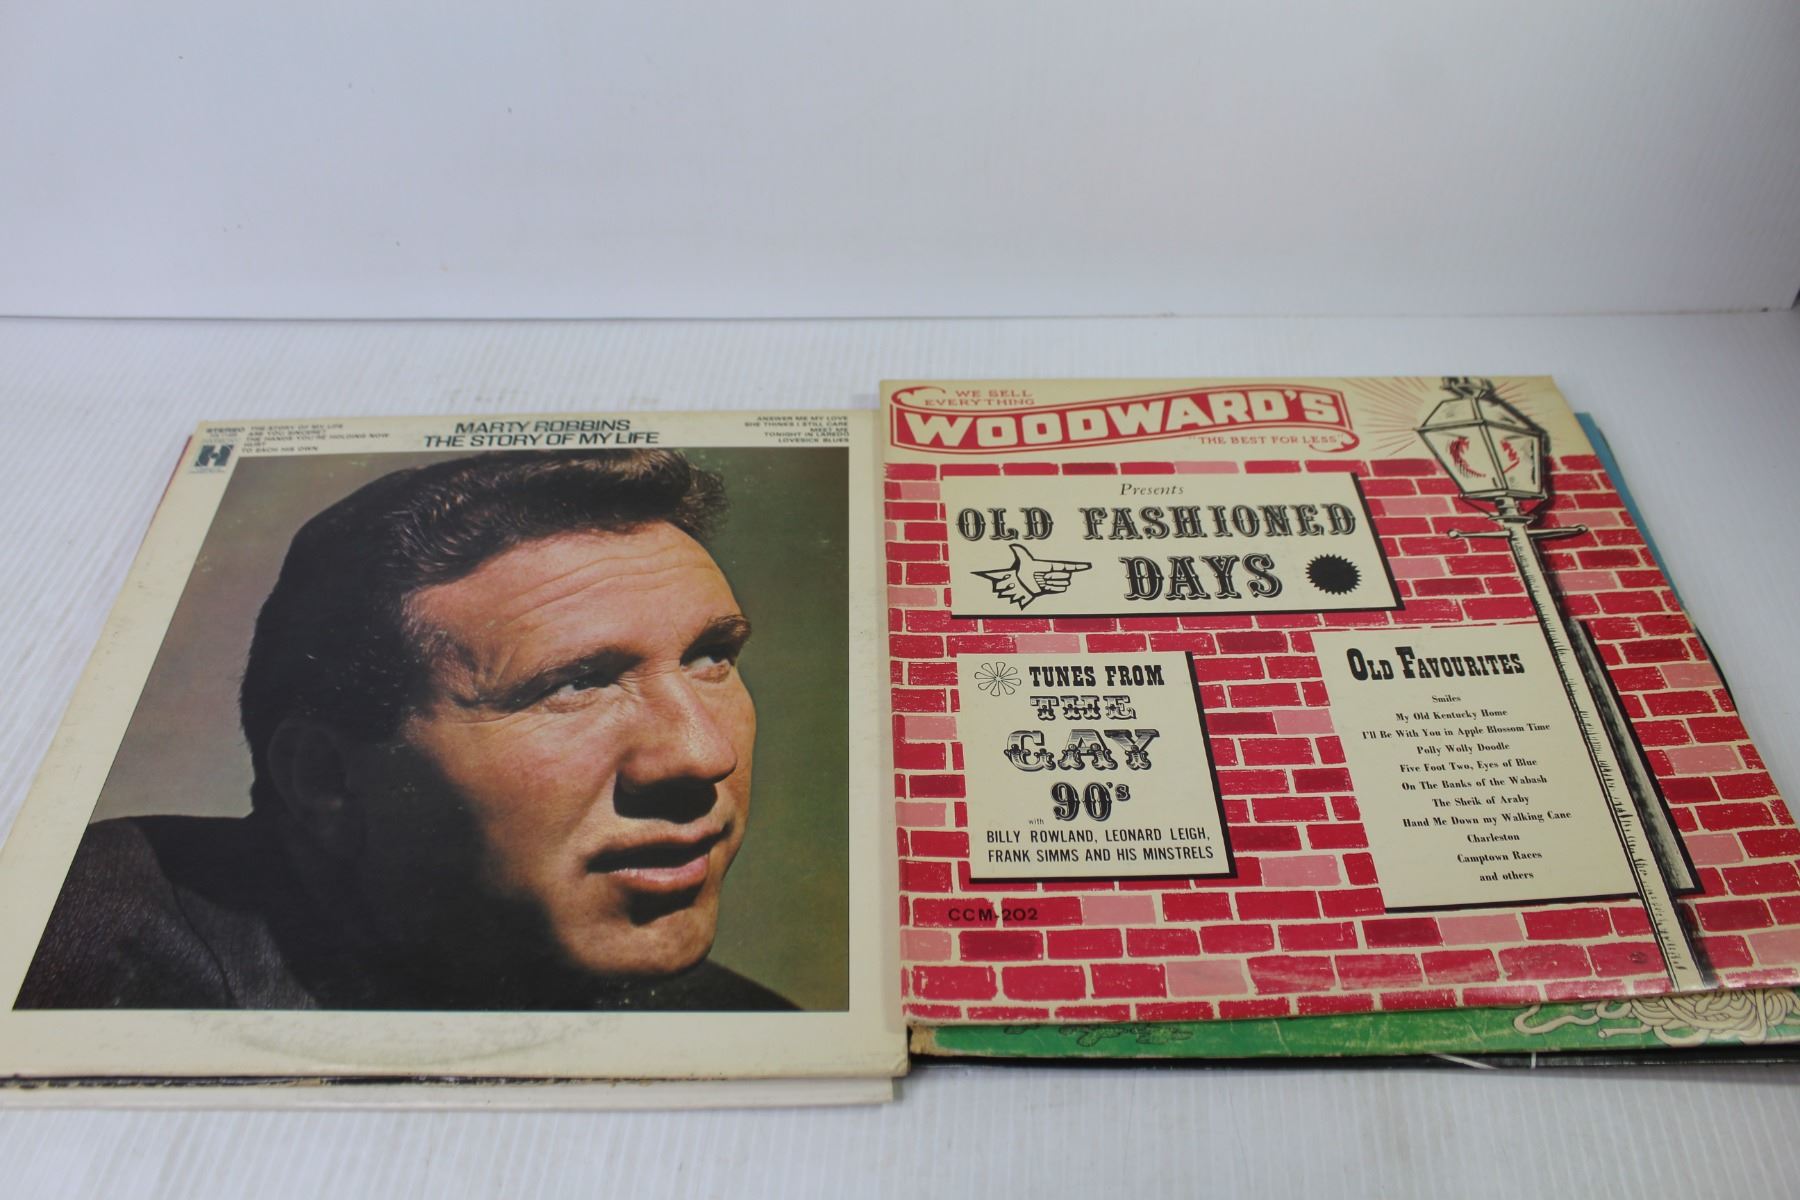 STEREO
THE STORY OF MY LIFE
ARE YOU SINCERE?
THE HANDS YOU'RE HOLDING NOW
HURT
TO EACH HIS OWN
MARTY ROBBINS
THE STORY OF MY LIFE
ANSWER ME MY LOVE
SHE THINKS I STILL CARE
MEET ME
TONIGHT IN LAREDO
LOVESICK BLUES
WE SELL
EVERYTHING
WOODWARD'S
"THE BEST FOR LESS"
Presents
OLD FASHIONED
DAYS
TUNES FROM
THE
GAY
90's
with
BILLY ROWLAND, LEONARD LEIGH,
FRANK SIMMS AND HIS MINSTRELS
OLD FAVOURITES
Smiles
My Old Kentucky Home
I'll Be With You in Apple Blossom Time
Polly Wolly Doodle
Five Foot Two, Eyes of Blue
On The Banks of the Wabash
The Sheik of Araby
Hand Me Down my Walking Cane
Charleston
Camptown Races
and others
CCM-202